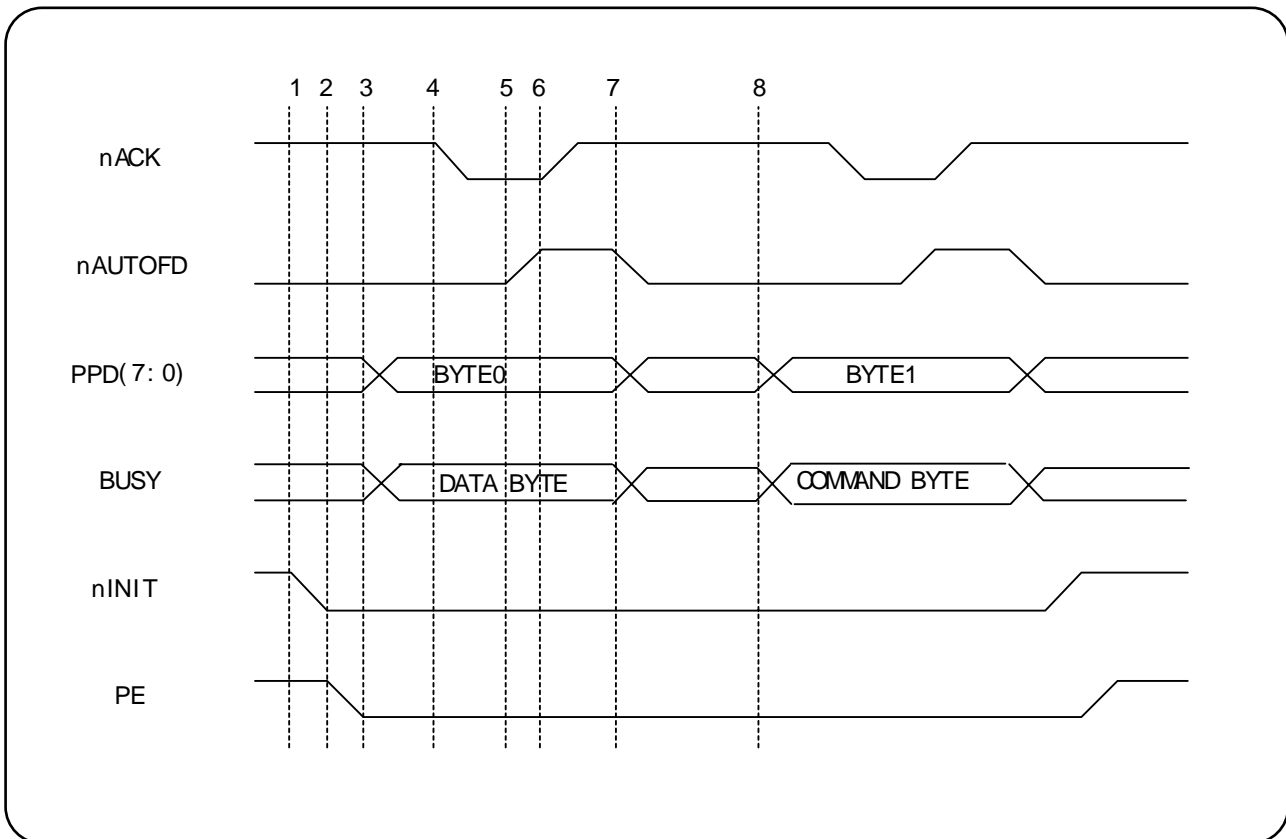 1 2 3 4 5 6 7 8
nACK
nAUTOFD
PPD(7:0) BYTE0 BYTE1
BUSY DATA BYTE COMMAND BYTE
nINIT
PE